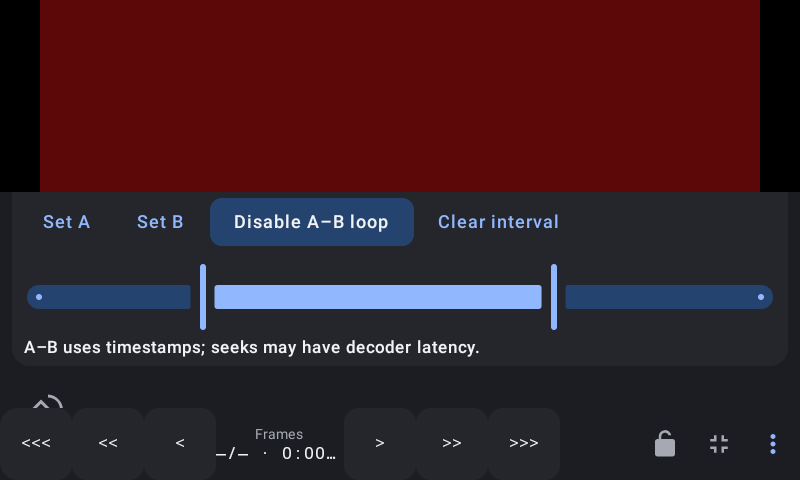 Set A Set B Disable A–B loop Clear interval
A–B uses timestamps; seeks may have decoder latency.
Frames
<<< << < –/– · 0:00… > >> >>>